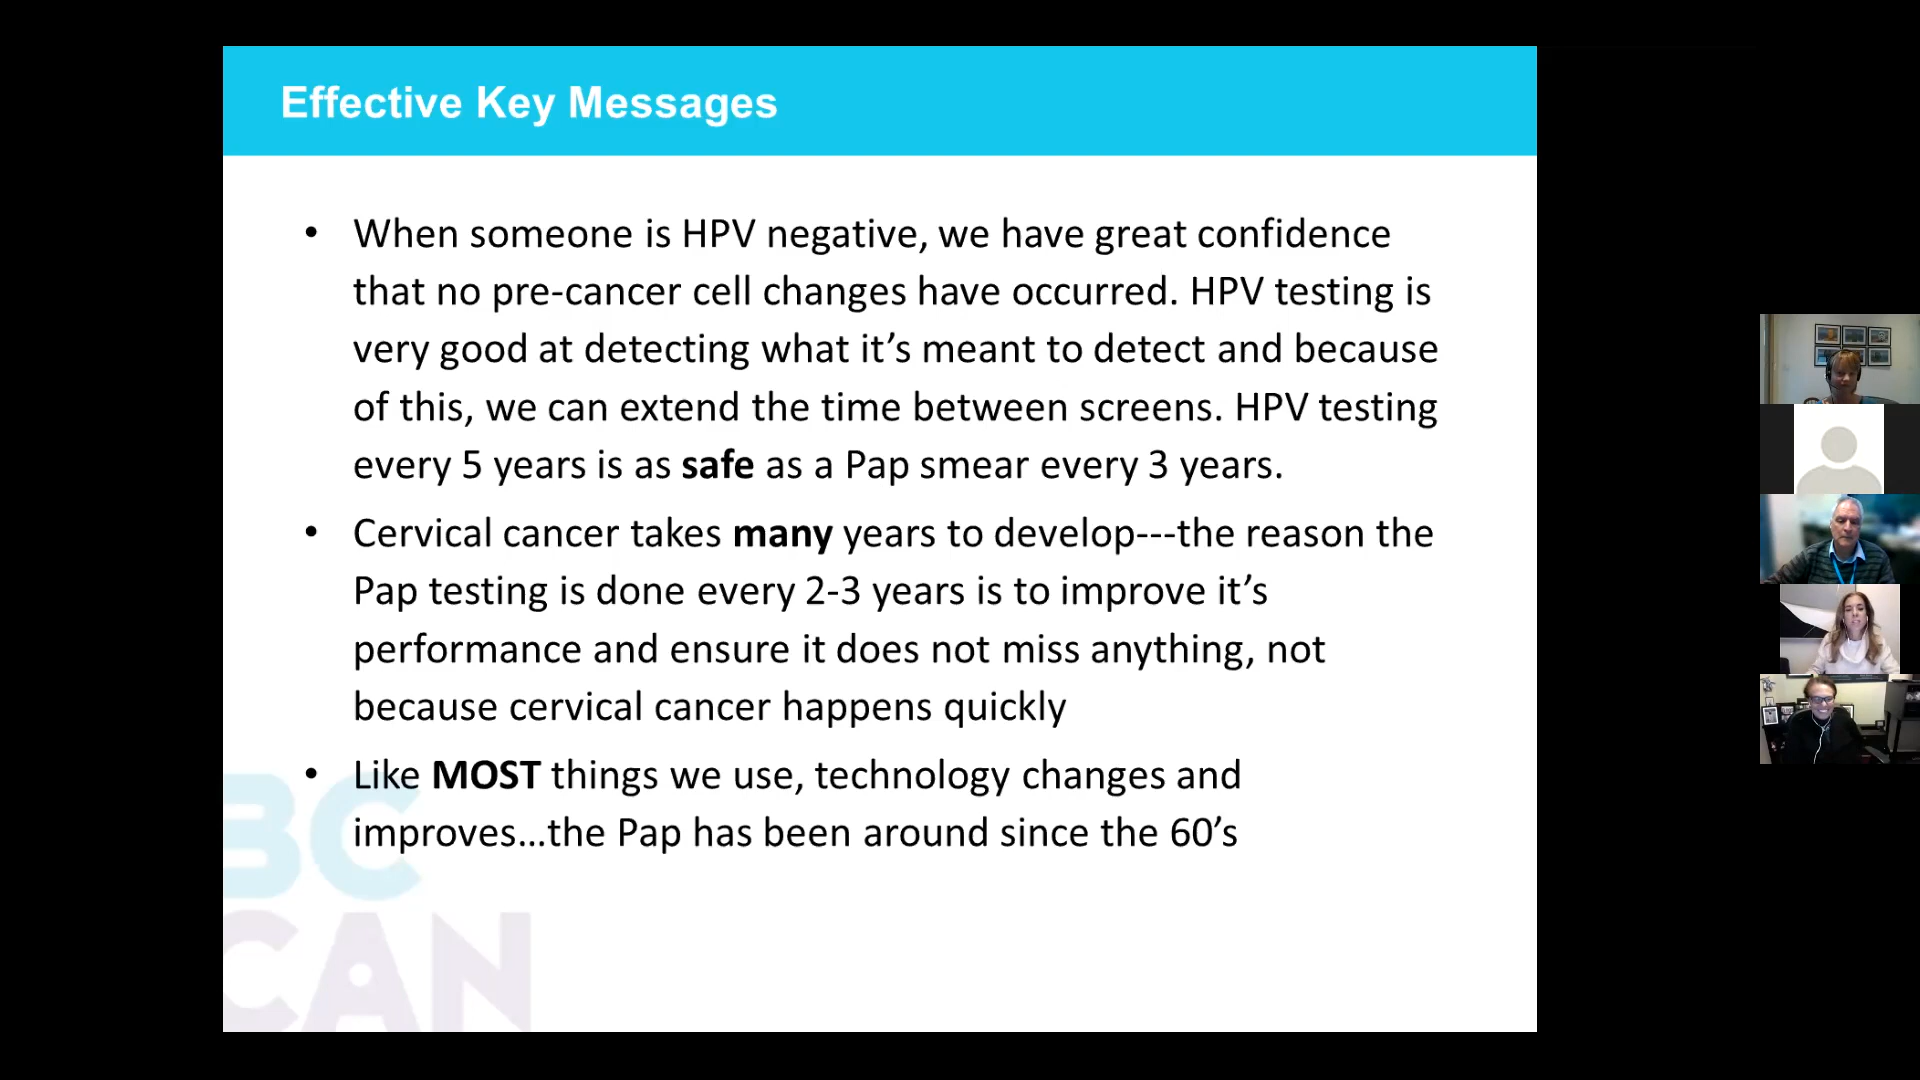 Effective Key Messages
• When someone is HPV negative, we have great confidence
that no pre-cancer cell changes have occurred. HPV testing is
very good at detecting what it’s meant to detect and because
of this, we can extend the time between screens. HPV testing
every 5 years is as safe as a Pap smear every 3 years.
• Cervical cancer takes many years to develop---the reason the
Pap testing is done every 2-3 years is to improve it’s
performance and ensure it does not miss anything, not
because cervical cancer happens quickly
• Like MOST things we use, technology changes and
improves…the Pap has been around since the 60’s
BC
CAN